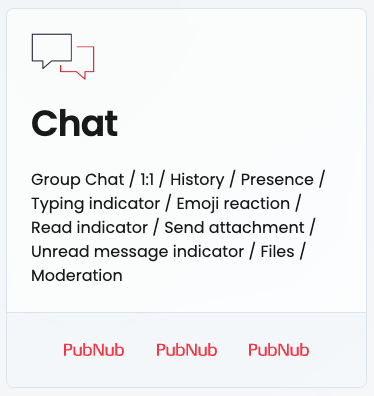 Chat
Group Chat / 1:1 / History / Presence /
Typing indicator / Emoji reaction /
Read indicator / Send attachment /
Unread message indicator / Files /
Moderation
PubNub PubNub PubNub